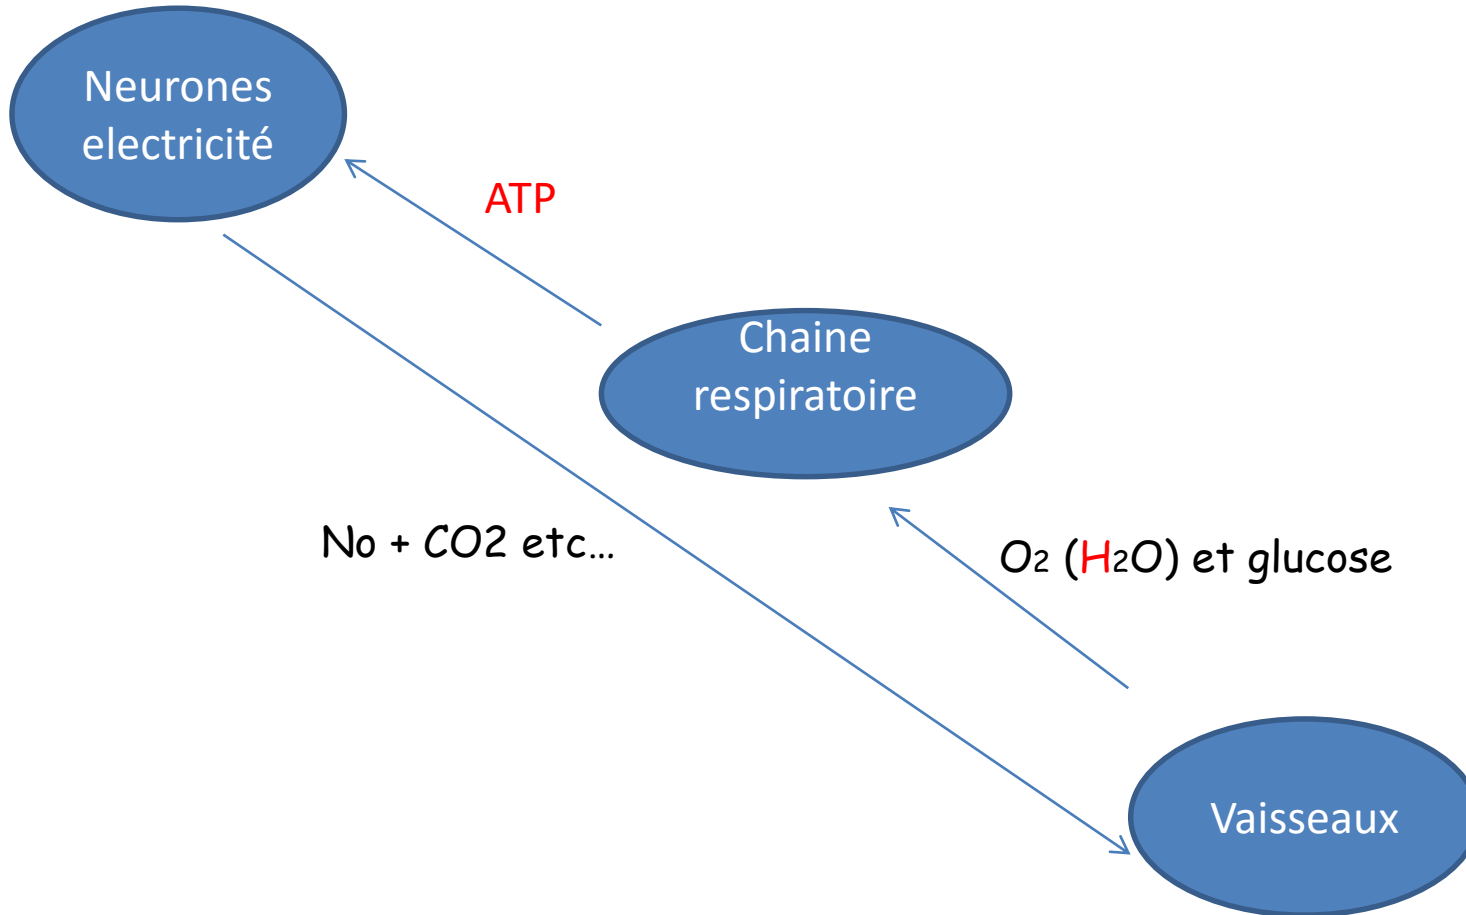 Neurones
electricité
ATP
Chaine
respiratoire
No + CO2 etc…
O2 (H2O) et glucose
Vaisseaux